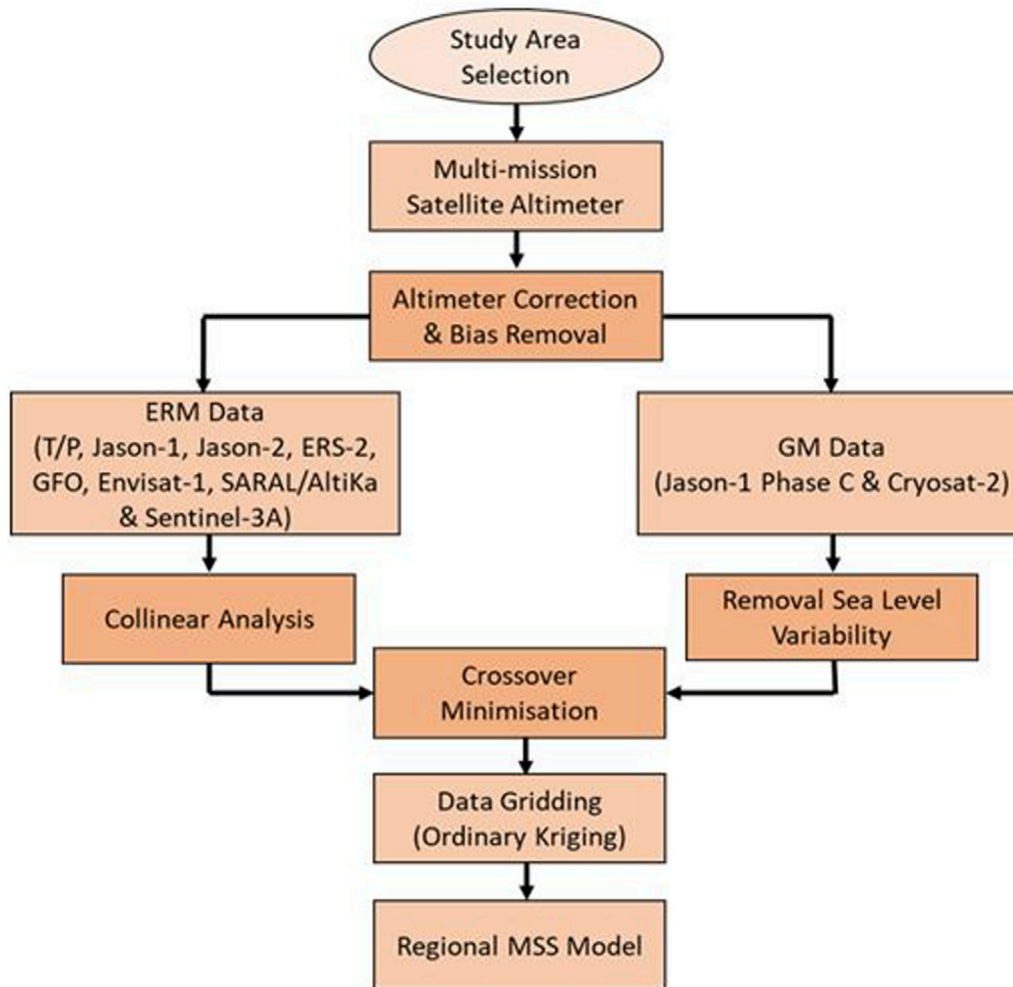 Study Area
Selection
Multi-mission
Satellite Altimeter
Altimeter Correction
& Bias Removal
ERM Data
(T/P, Jason-1, Jason-2, ERS-2,
GFO, Envisat-1, SARAL/AltiKa
& Sentinel-3A)
GM Data
(Jason-1 Phase C & Cryosat-2)
Collinear Analysis
Removal Sea Level
Variability
Crossover
Minimisation
Data Gridding
(Ordinary Kriging)
Regional MSS Model